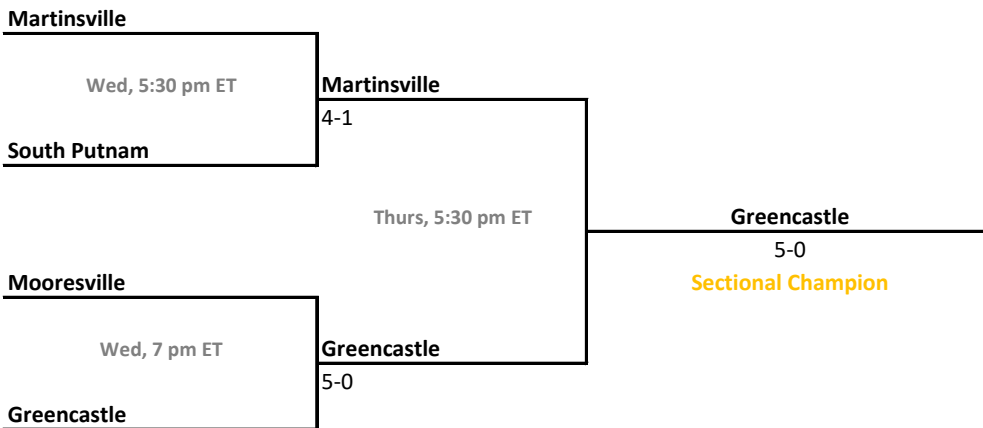 Martinsville
Wed, 5:30 pm ET
Martinsville
4-1
South Putnam
Thurs, 5:30 pm ET
Greencastle
5-0
Sectional Champion
Mooresville
Wed, 7 pm ET
Greencastle
5-0
Greencastle